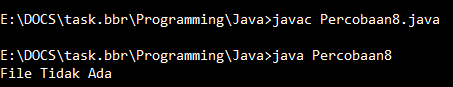 E:\DOCS\task.bbr\Programming\Java>javac Percobaan8.java
E:\DOCS\task.bbr\Programming\Java>java Percobaan8
File Tidak Ada